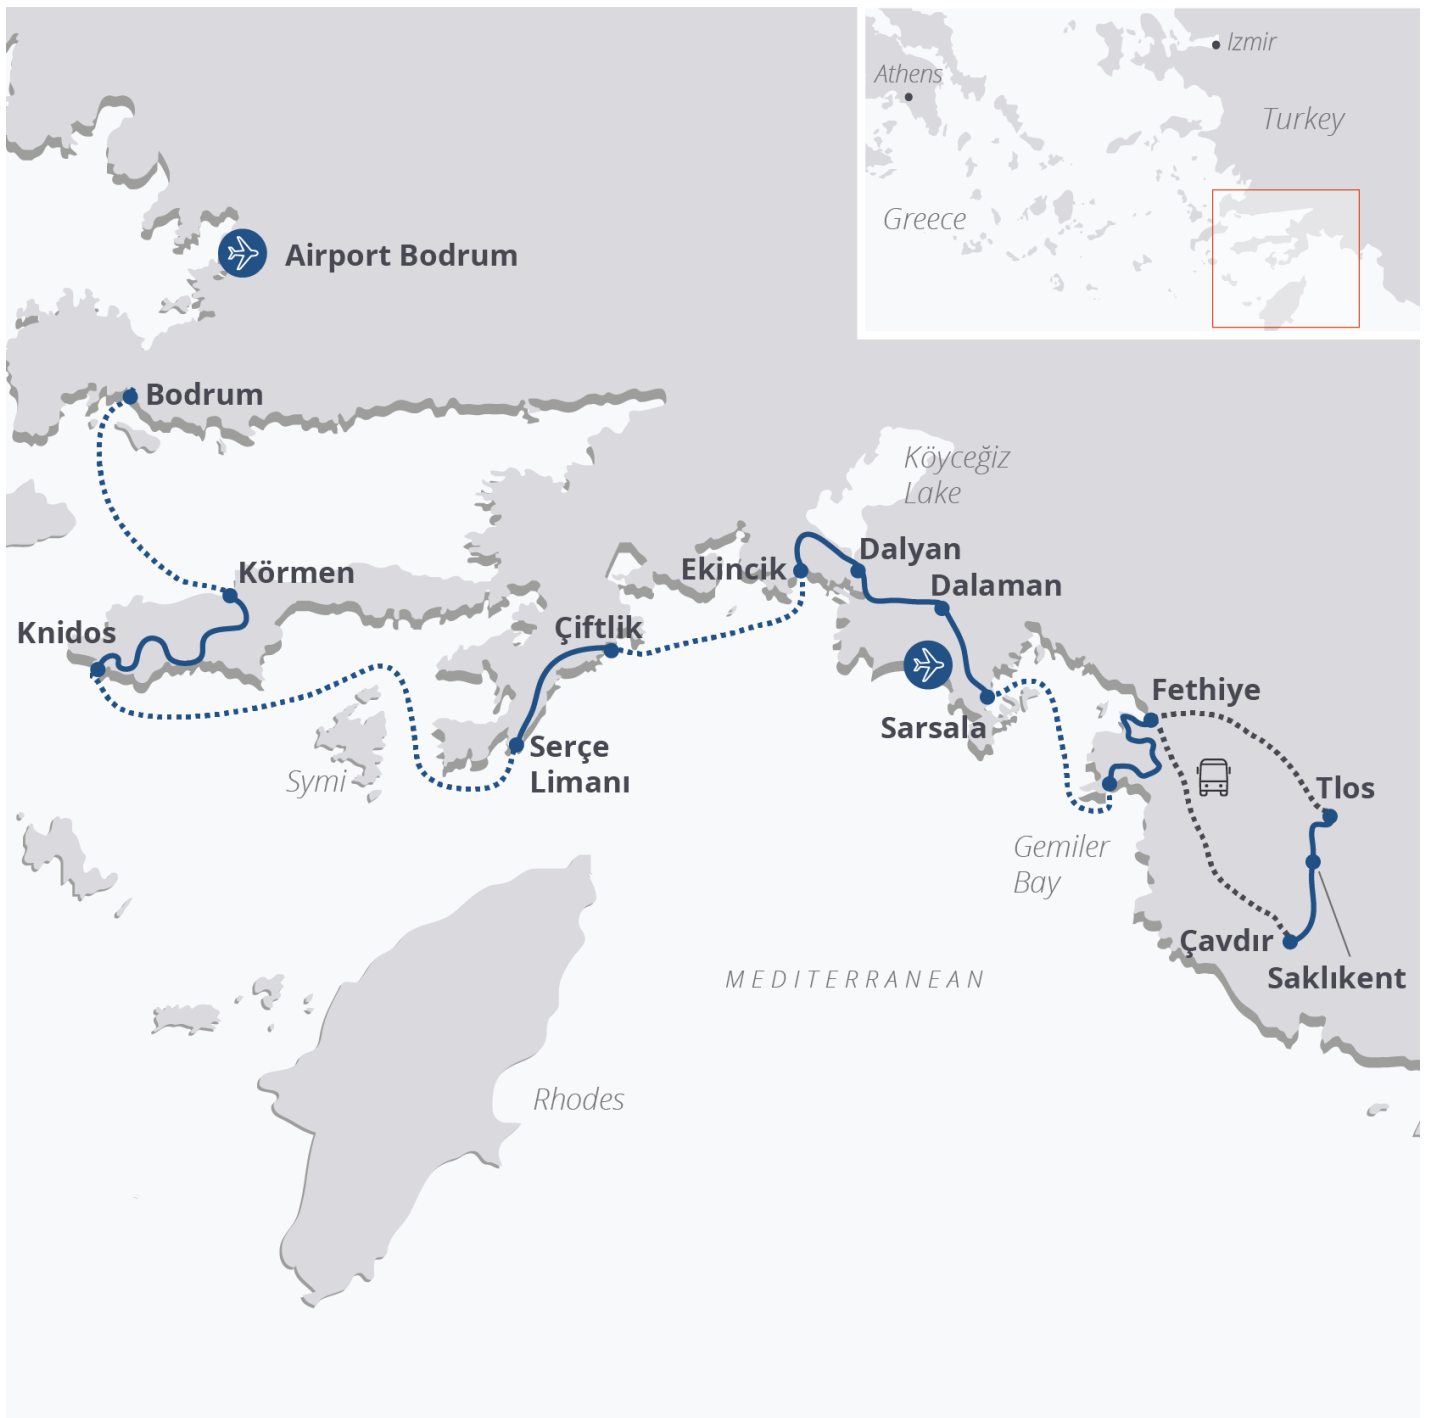 Izmir
Athens
Turkey
Greece
Airport Bodrum
Bodrum
Köyceğiz
Lake
Dalyan
Ekincik
Körmen
Dalaman
Knidos
Çiftlik
Fethiye
Sarsala
Serçe
Limanı
Symi
Tlos
Gemiler
Bay
Çavdır
Saklıkent
MEDITERRANEAN
Rhodes